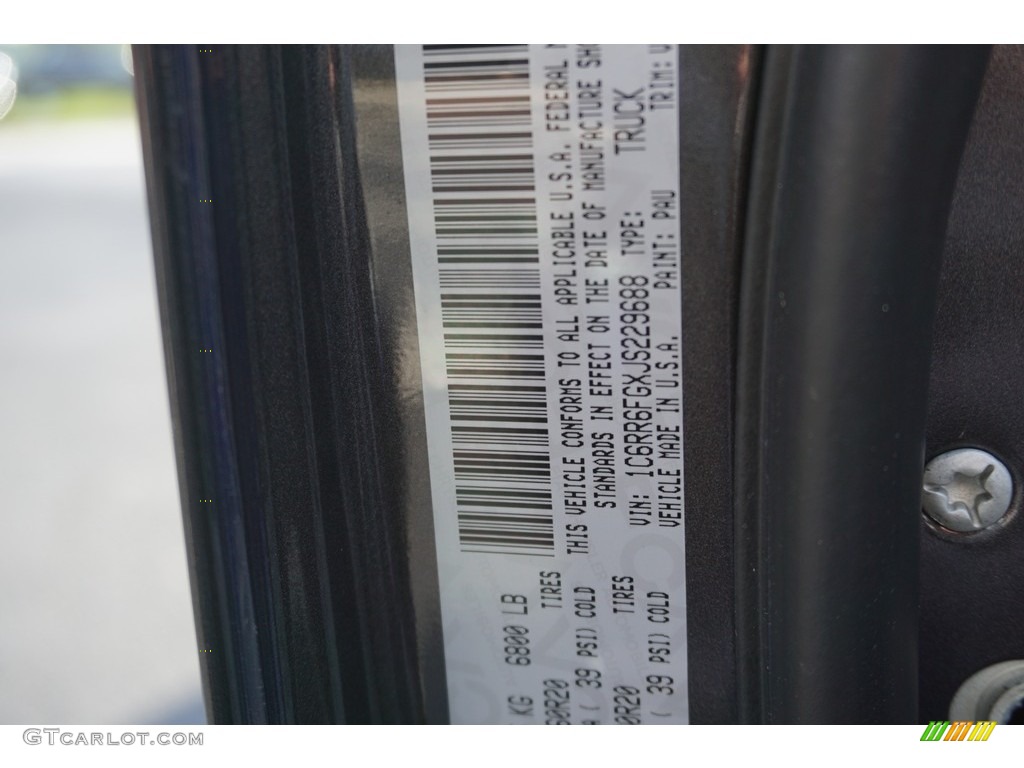 THIS VEHICLE CONFORMS TO ALL APPLICABLE U.S.A. FEDERAL
STANDARDS IN EFFECT ON THE DATE OF MANUFACTURE
VIN: 1C6RR6FGXJS229688 TYPE: TRUCK
VEHICLE MADE IN U.S.A. PAINT: PAU TRIM:
KG 6800 LB
TIRES
( 39 PSI) COLD
TIRES
( 39 PSI) COLD
GTCarLot.com